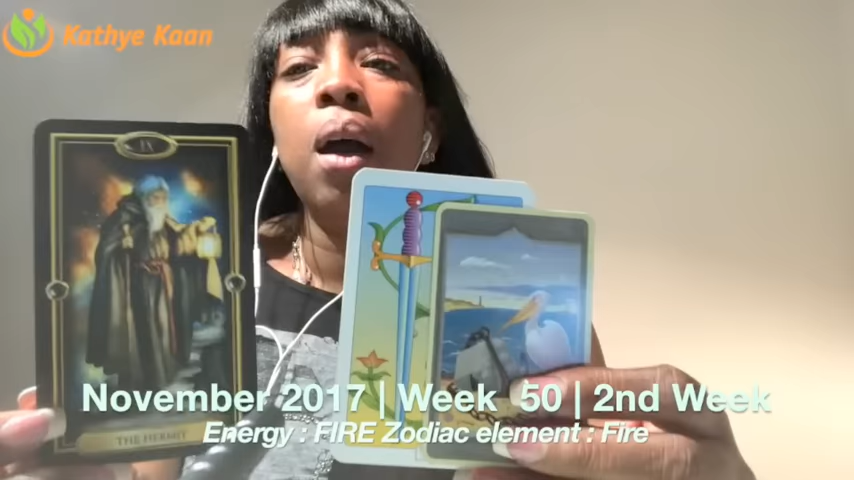 Kathye Kaan
IX
THE HERMIT
November 2017 | Week 50 | 2nd Week
Energy : FIRE Zodiac element : Fire